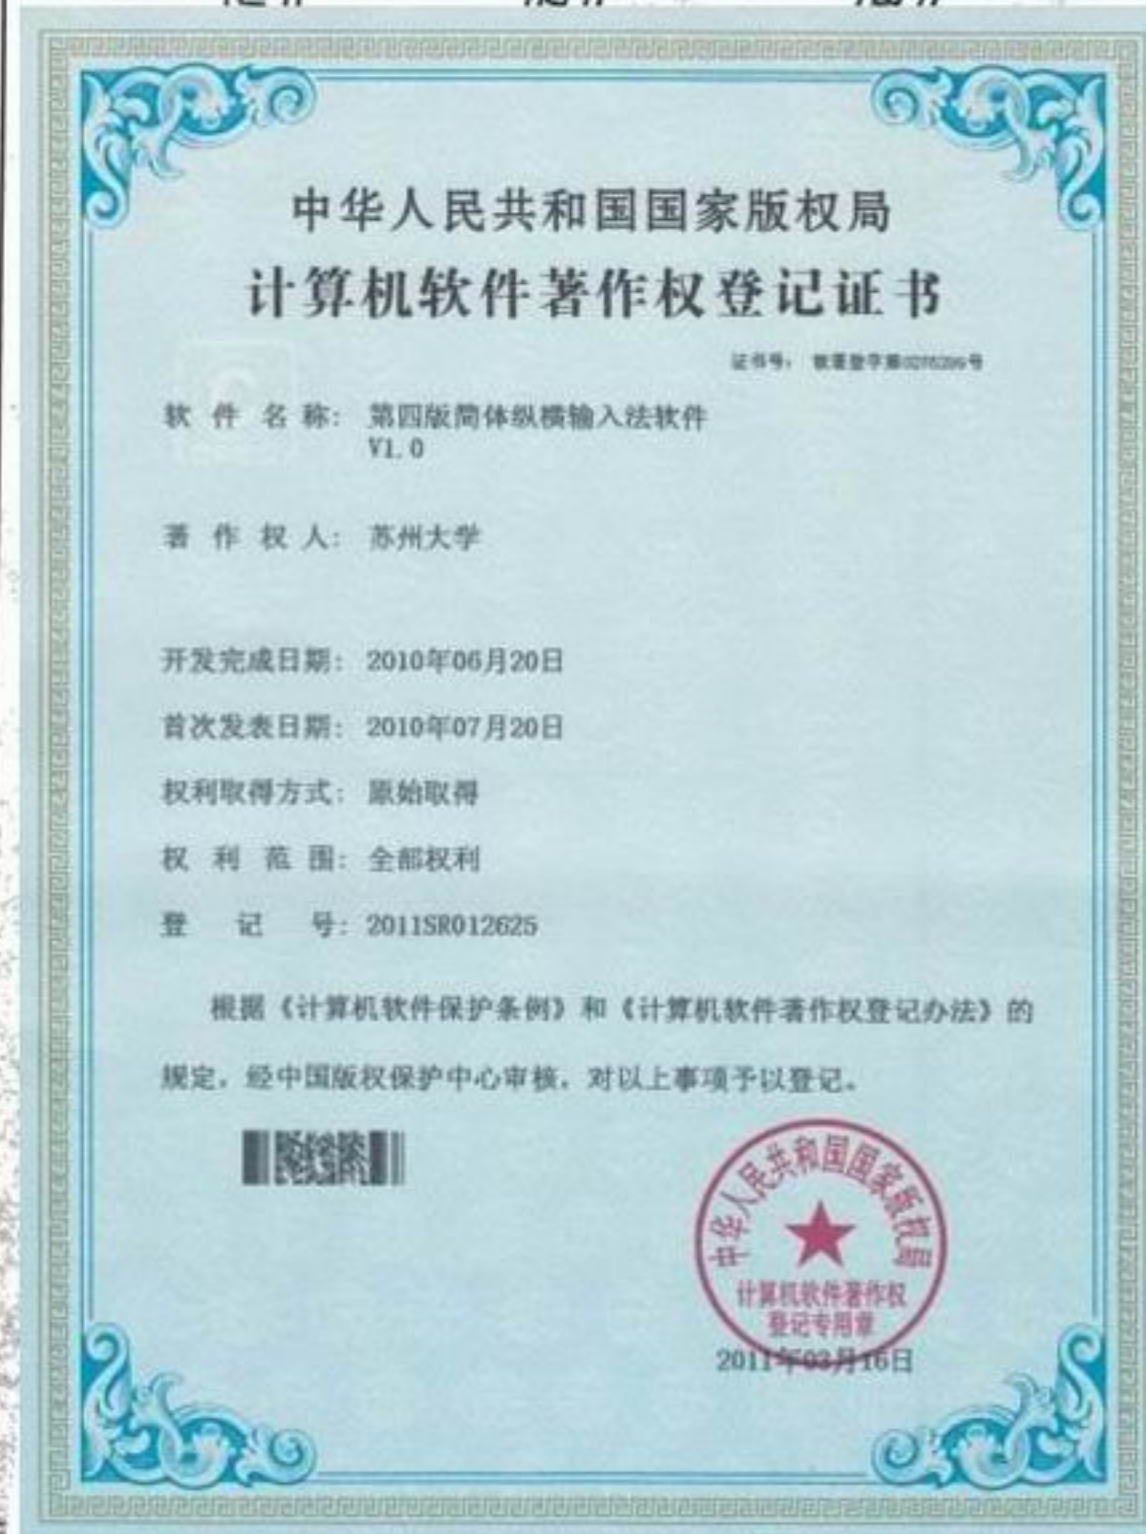 中华人民共和国国家版权局
计算机软件著作权登记证书
证书号： 软著登字第
软件名称： 第四版简体纵横输入法软件
V1.0
著作权人： 苏州大学
开发完成日期： 2010年06月20日
首次发表日期： 2010年07月20日
权利取得方式： 原始取得
权利范围： 全部权利
登记号： 2011SR012625
根据《计算机软件保护条例》和《计算机软件著作权登记办法》的
规定，经中国版权保护中心审核，对以上事项予以登记。
中华人民共和国国家版权局
计算机软件著作权
登记专用章
2011年03月16日